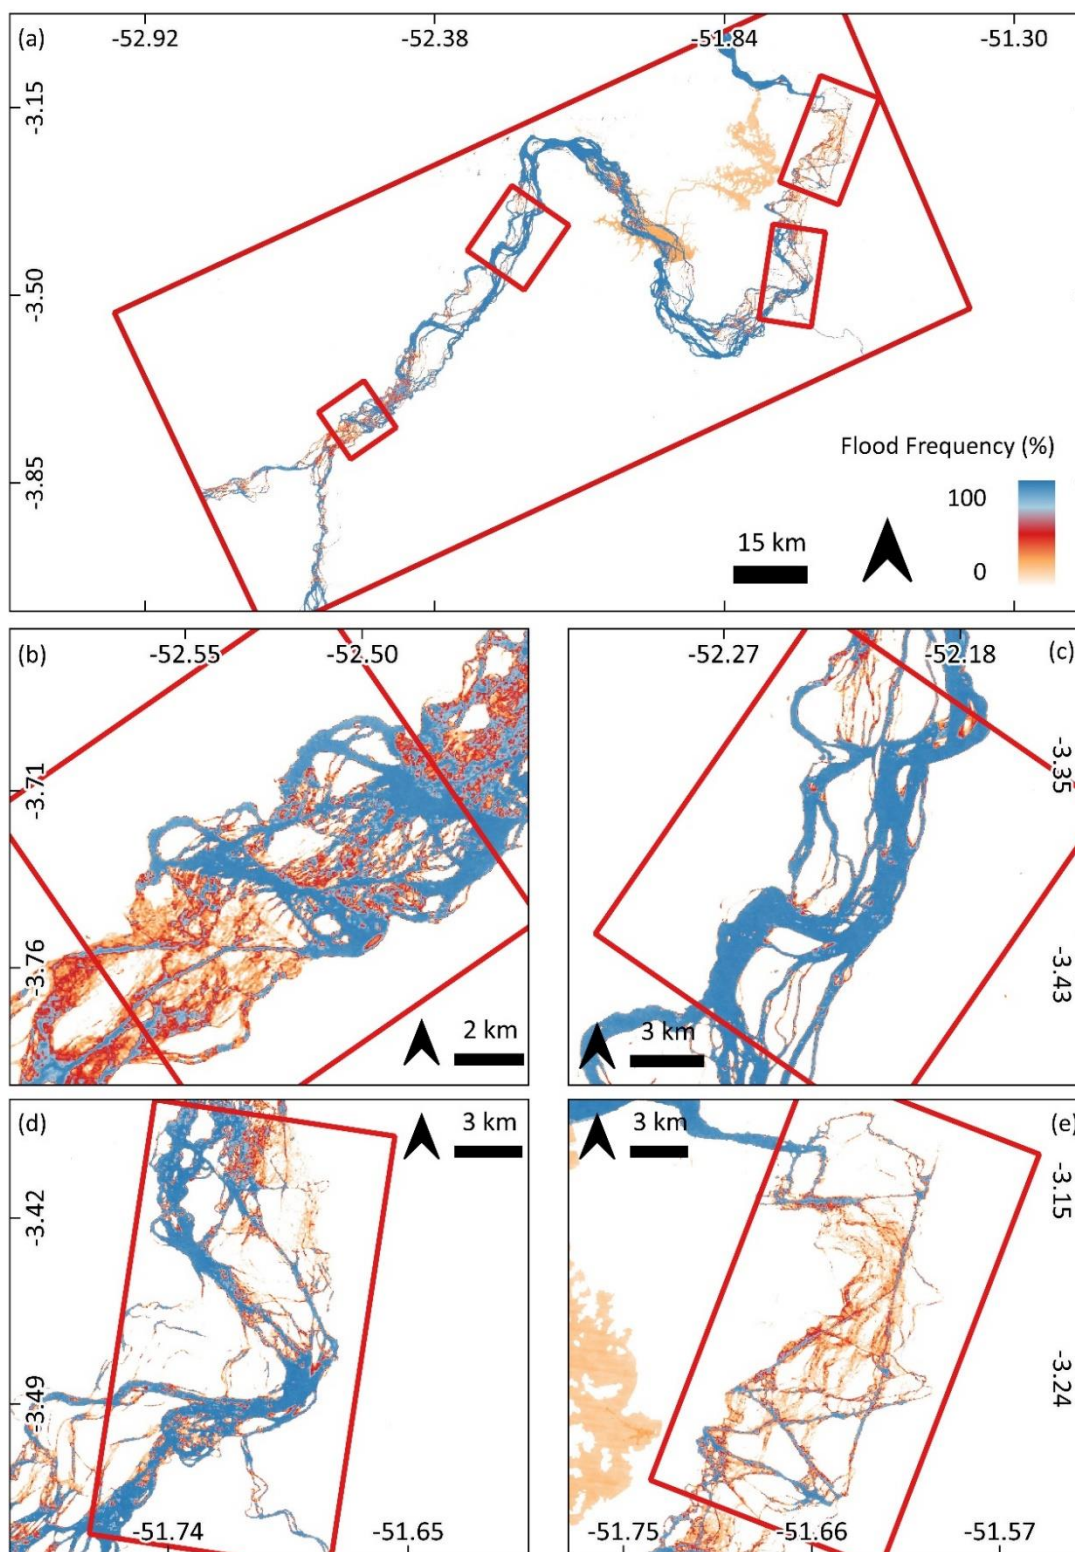 (a)
-52.92 -52.38 -51.84 -51.30
-3.15
-3.50
-3.85
Flood Frequency (%)
100
0
15 km
(b)
-52.55 -52.50
-3.71
-3.76
2 km
(c)
-52.27 -52.18
-3.35
-3.43
3 km
(d)
3 km
-3.42
-3.49
-51.74 -51.65
(e)
3 km
-3.15
-3.24
-51.75 -51.66 -51.57